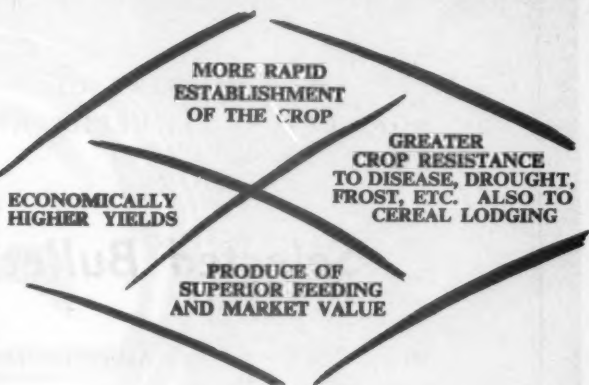 MORE RAPID
ESTABLISHMENT
OF THE CROP
GREATER
CROP RESISTANCE
TO DISEASE, DROUGHT,
FROST, ETC. ALSO TO
CEREAL LODGING
ECONOMICALLY
HIGHER YIELDS
PRODUCE OF
SUPERIOR FEEDING
AND MARKET VALUE